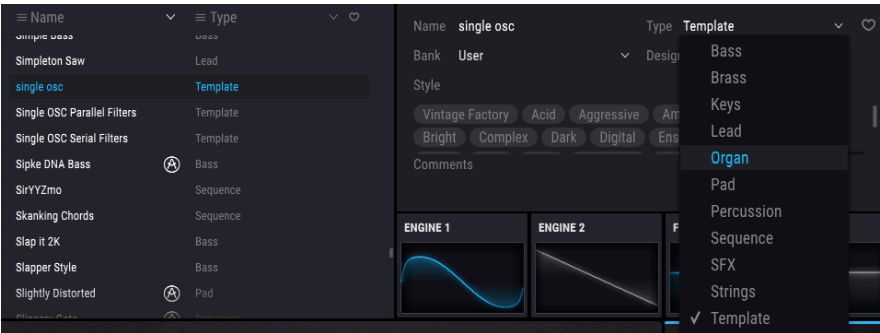 Name
Type
Simple Bass
Bass
Simpleton Saw
Lead
single osc
Template
Single OSC Parallel Filters
Template
Single OSC Serial Filters
Template
Sipke DNA Bass
Bass
SirYYZmo
Sequence
Skanking Chords
Sequence
Slap it 2K
Bass
Slapper Style
Bass
Slightly Distorted
Pad
Name single osc
Type Template
Bank User
Style
Vintage Factory Acid Aggressive
Bright Complex Dark Digital
Comments
Bass
Brass
Keys
Lead
Organ
Pad
Percussion
Sequence
SFX
Strings
Template
ENGINE 1
ENGINE 2